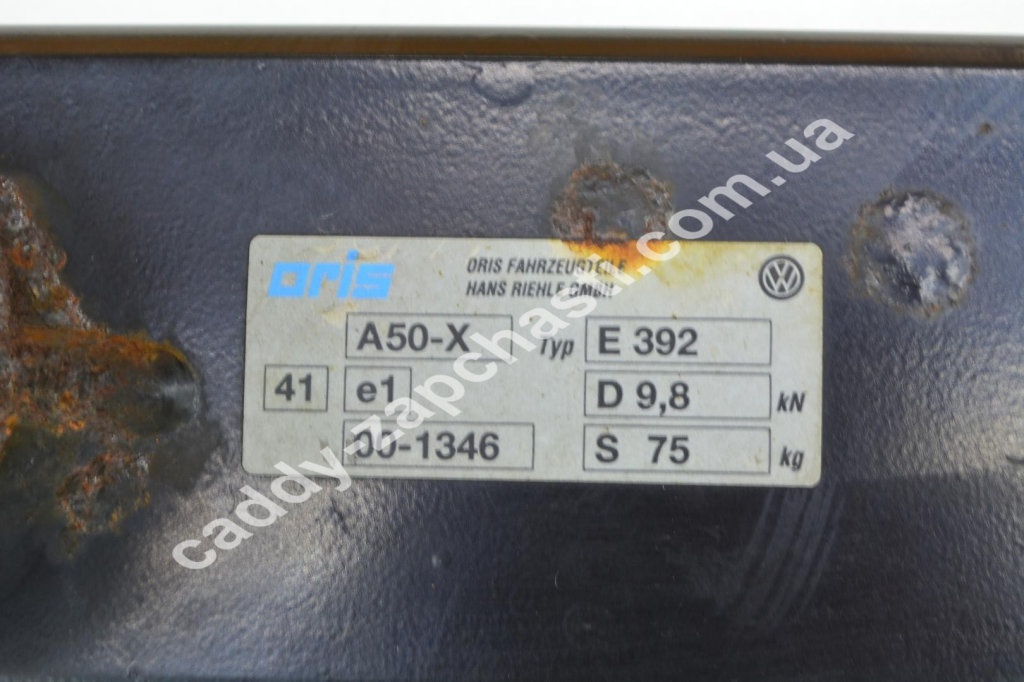 oris
ORIS FAHRZEUGTEILE
HANS RIEHLE GMBH
A50-X Typ E 392
41 e1 D 9,8 kN
00-1346 S 75 kg
caddy-zapchasti.com.ua